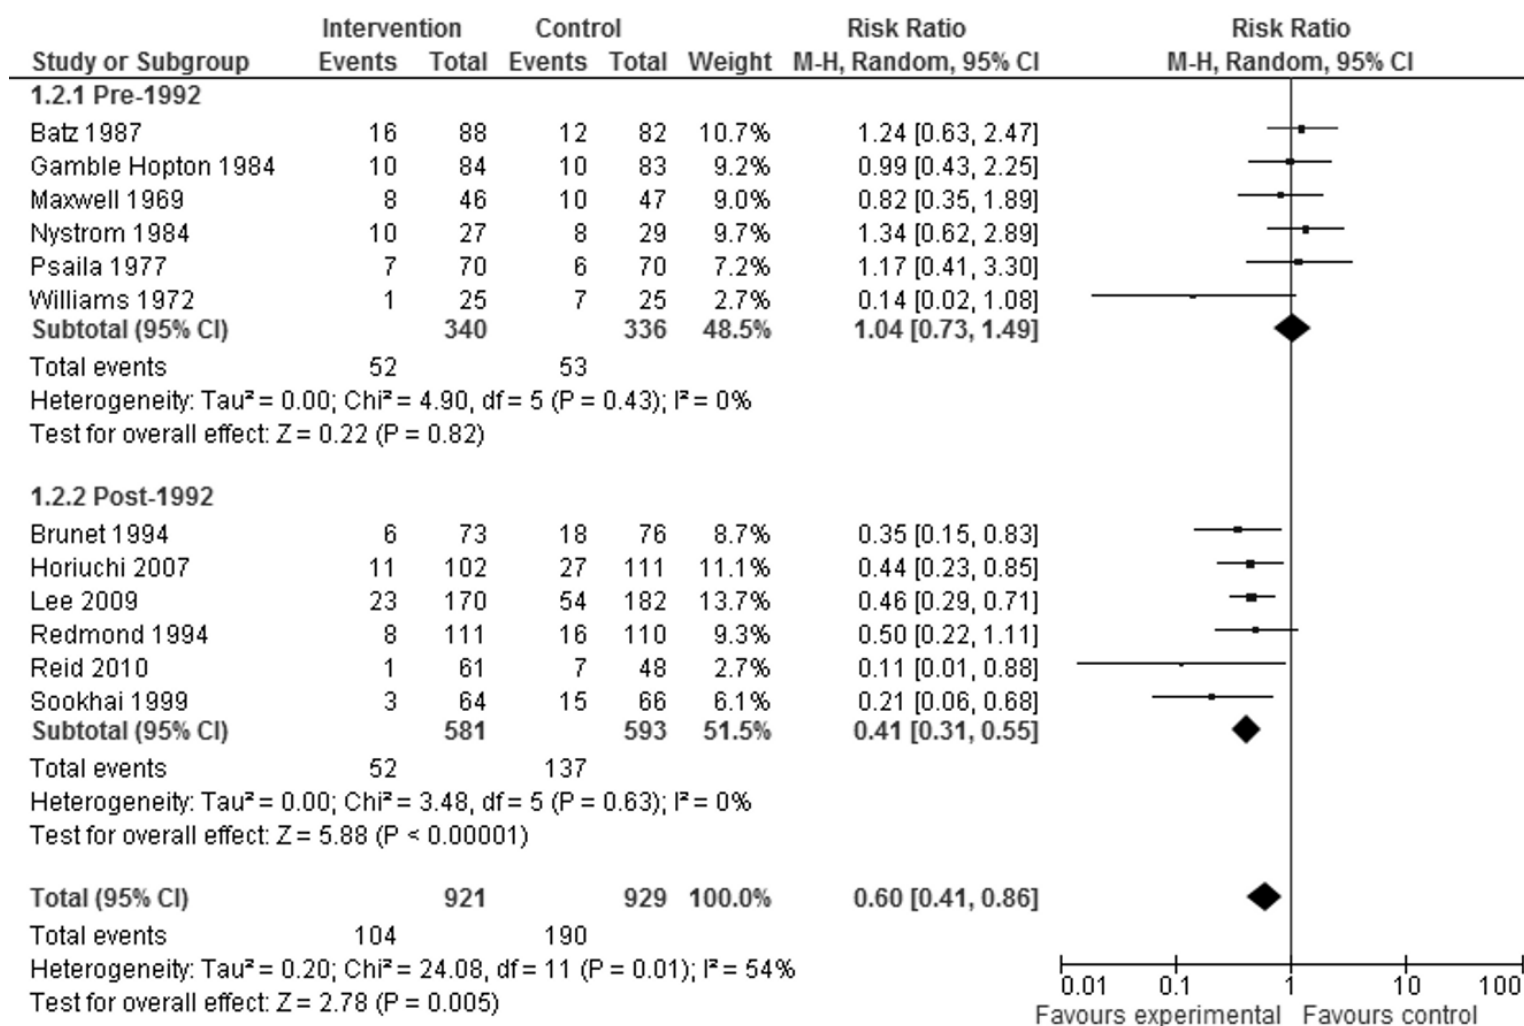 Intervention Control Risk Ratio Risk Ratio
Study or Subgroup Events Total Events Total Weight M-H, Random, 95% CI M-H, Random, 95% CI
1.2.1 Pre-1992
Batz 1987 16 88 12 82 10.7% 1.24 [0.63, 2.47]
Gamble Hopton 1984 10 84 10 83 9.2% 0.99 [0.43, 2.25]
Maxwell 1969 8 46 10 47 9.0% 0.82 [0.35, 1.89]
Nystrom 1984 10 27 8 29 9.7% 1.34 [0.62, 2.89]
Psaila 1977 7 70 6 70 7.2% 1.17 [0.41, 3.30]
Williams 1972 1 25 7 25 2.7% 0.14 [0.02, 1.08]
Subtotal (95% CI) 340 336 48.5% 1.04 [0.73, 1.49]
Total events 52 53
Heterogeneity: Tau² = 0.00; Chi² = 4.90, df = 5 (P = 0.43); I² = 0%
Test for overall effect: Z = 0.22 (P = 0.82)
1.2.2 Post-1992
Brunet 1994 6 73 18 76 8.7% 0.35 [0.15, 0.83]
Horiuchi 2007 11 102 27 111 11.1% 0.44 [0.23, 0.85]
Lee 2009 23 170 54 182 13.7% 0.46 [0.29, 0.71]
Redmond 1994 8 111 16 110 9.3% 0.50 [0.22, 1.11]
Reid 2010 1 61 7 48 2.7% 0.11 [0.01, 0.88]
Sookhai 1999 3 64 15 66 6.1% 0.21 [0.06, 0.68]
Subtotal (95% CI) 581 593 51.5% 0.41 [0.31, 0.55]
Total events 52 137
Heterogeneity: Tau² = 0.00; Chi² = 3.48, df = 5 (P = 0.63); I² = 0%
Test for overall effect: Z = 5.88 (P < 0.00001)
Total (95% CI) 921 929 100.0% 0.60 [0.41, 0.86]
Total events 104 190
Heterogeneity: Tau² = 0.20; Chi² = 24.08, df = 11 (P = 0.01); I² = 54%
Test for overall effect: Z = 2.78 (P = 0.005)
0.01 0.1 1 10 100
Favours experimental Favours control